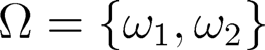 Ω = {ω₁, ω₂}